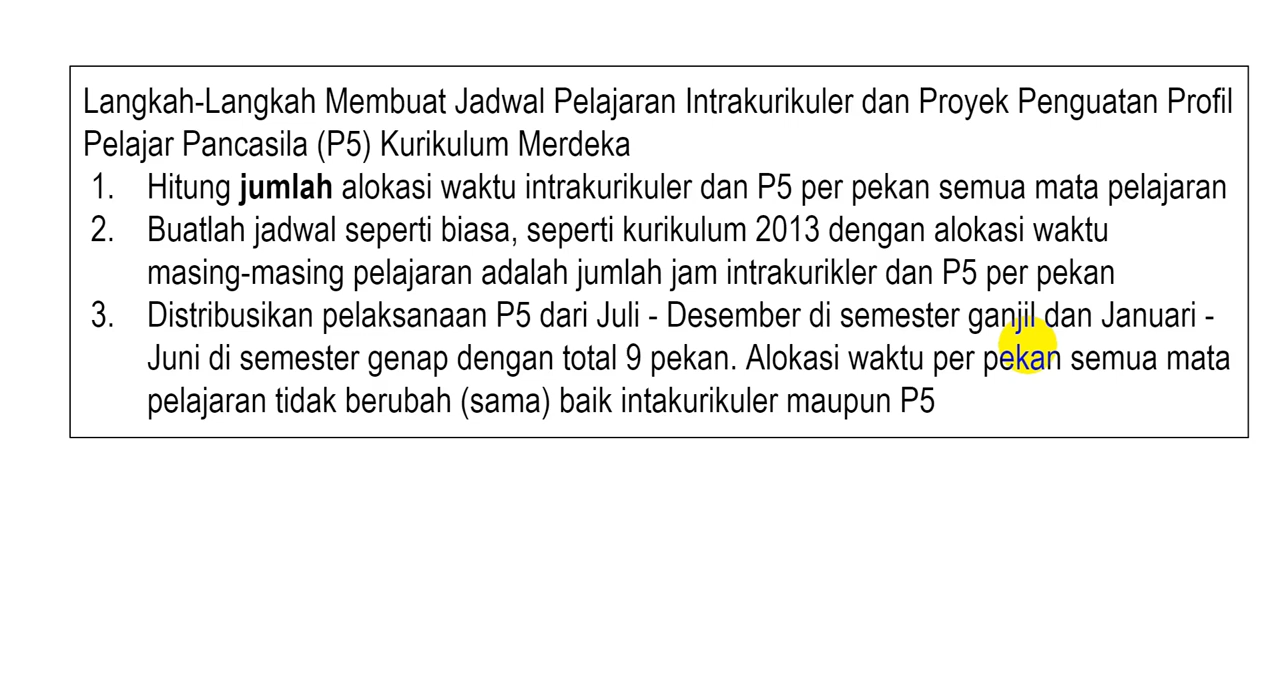 Langkah-Langkah Membuat Jadwal Pelajaran Intrakurikuler dan Proyek Penguatan Profil
Pelajar Pancasila (P5) Kurikulum Merdeka
1. Hitung jumlah alokasi waktu intrakurikuler dan P5 per pekan semua mata pelajaran
2. Buatlah jadwal seperti biasa, seperti kurikulum 2013 dengan alokasi waktu
masing-masing pelajaran adalah jumlah jam intrakurikler dan P5 per pekan
3. Distribusikan pelaksanaan P5 dari Juli - Desember di semester ganjil dan Januari -
Juni di semester genap dengan total 9 pekan. Alokasi waktu per pekan semua mata
pelajaran tidak berubah (sama) baik intakurikuler maupun P5